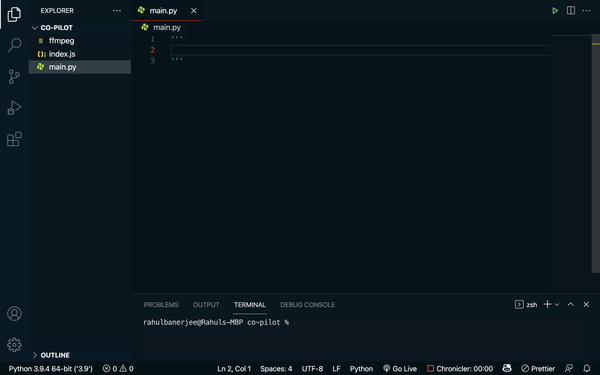 EXPLORER
main.py
CO-PILOT
main.py
ffmpeg
index.js
main.py
1 '''
2
3 '''
PROBLEMS OUTPUT TERMINAL DEBUG CONSOLE zsh
rahulbanerjee@Rahuls-MBP co-pilot %
OUTLINE
Python 3.9.4 64-bit ('3.9') 0 0 Ln 2, Col 1 Spaces: 4 UTF-8 LF Python Go Live Chronicler: 00:00 Prettier